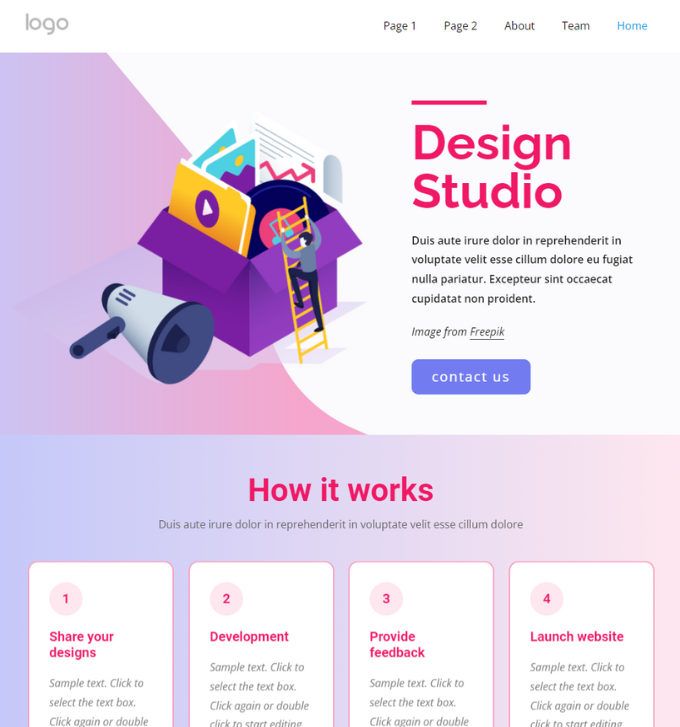 logo
Page 1 Page 2 About Team Home
Design
Studio
Duis aute irure dolor in reprehenderit in
voluptate velit esse cillum dolore eu fugiat
nulla pariatur. Excepteur sint occaecat
cupidatat non proident.
Image from Freepik
contact us
How it works
Duis aute irure dolor in reprehenderit in voluptate velit esse cillum dolore
1
Share your
designs
Sample text. Click to
select the text box.
Click again or double
2
Development
Sample text. Click to
select the text box.
Click again or double
click to start editing
3
Provide
feedback
Sample text. Click to
select the text box.
Click again or double
4
Launch website
Sample text. Click to
select the text box.
Click again or double
click to start editing